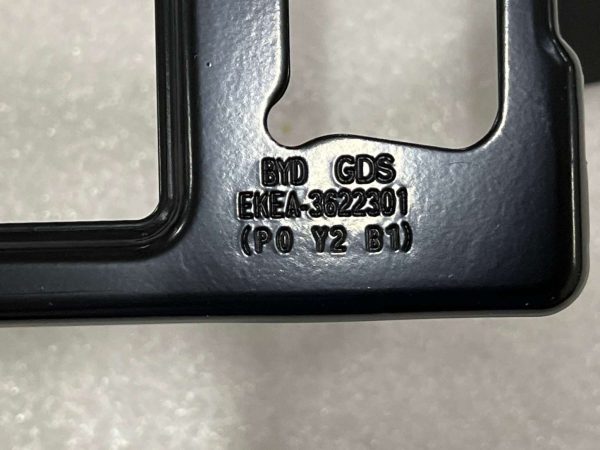 BYD GDS
EKEA-3622301
(P0 Y2 B1)